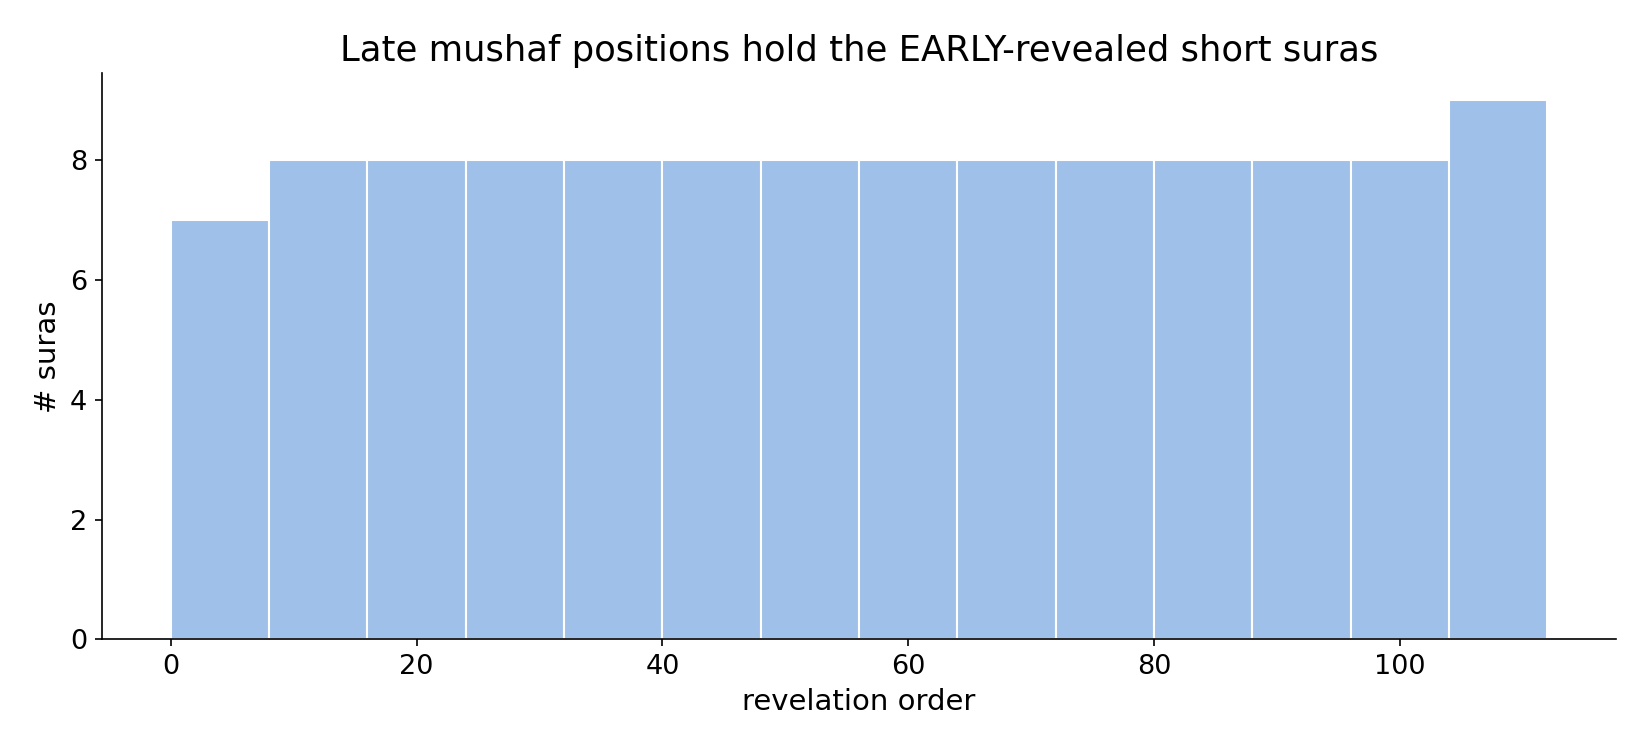 Late mushaf positions hold the EARLY-revealed short suras
# suras
8
6
4
2
0
0 20 40 60 80 100
revelation order